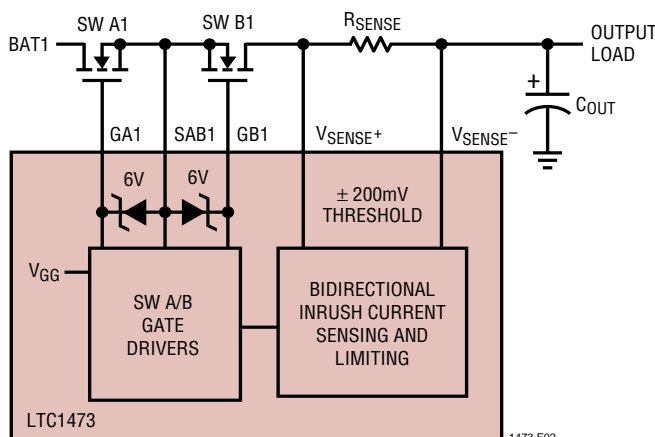 SW A1
SW B1
RSENSE
BAT1
OUTPUT
LOAD
+
COUT
GA1
SAB1
GB1
VSENSE+
VSENSE–
6V
6V
± 200mV
THRESHOLD
VGG
SW A/B
GATE
DRIVERS
BIDIRECTIONAL
INRUSH CURRENT
SENSING AND
LIMITING
LTC1473